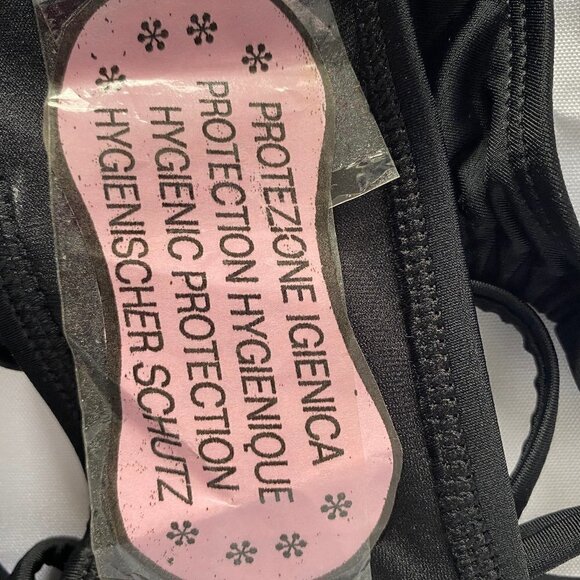 PROTEZIONE IGIENICA
PROTECTION HYGIENIQUE
HYGIENIC PROTECTION
HYGIENISCHER SCHUTZ